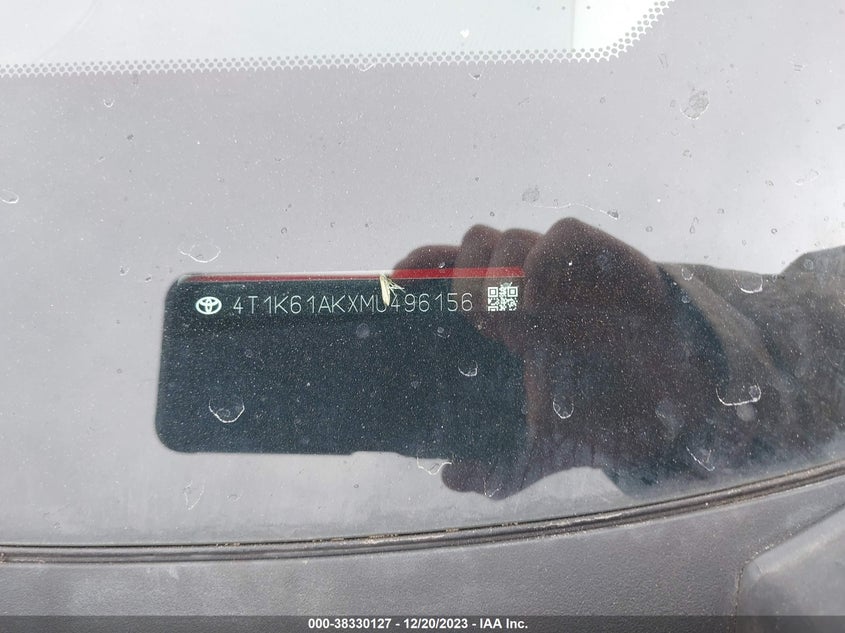 4T1K61AKXMU496156
000-38330127 - 12/20/2023 - IAA Inc.